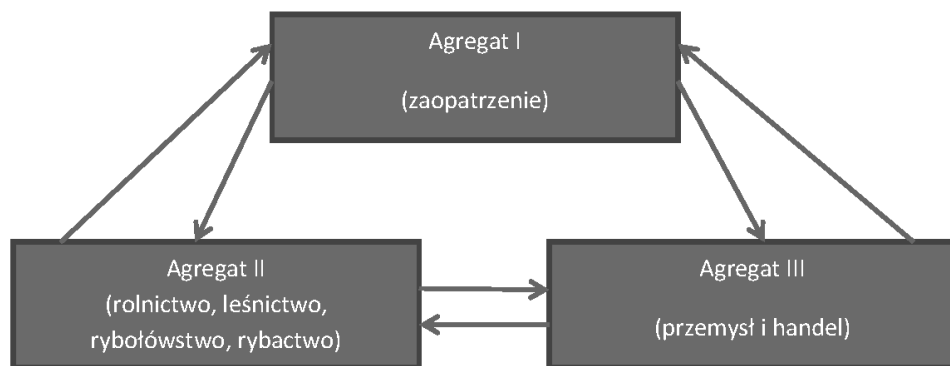 Agregat I
(zaopatrzenie)
Agregat II
(rolnictwo, leśnictwo,
rybołówstwo, rybactwo)
Agregat III
(przemysł i handel)